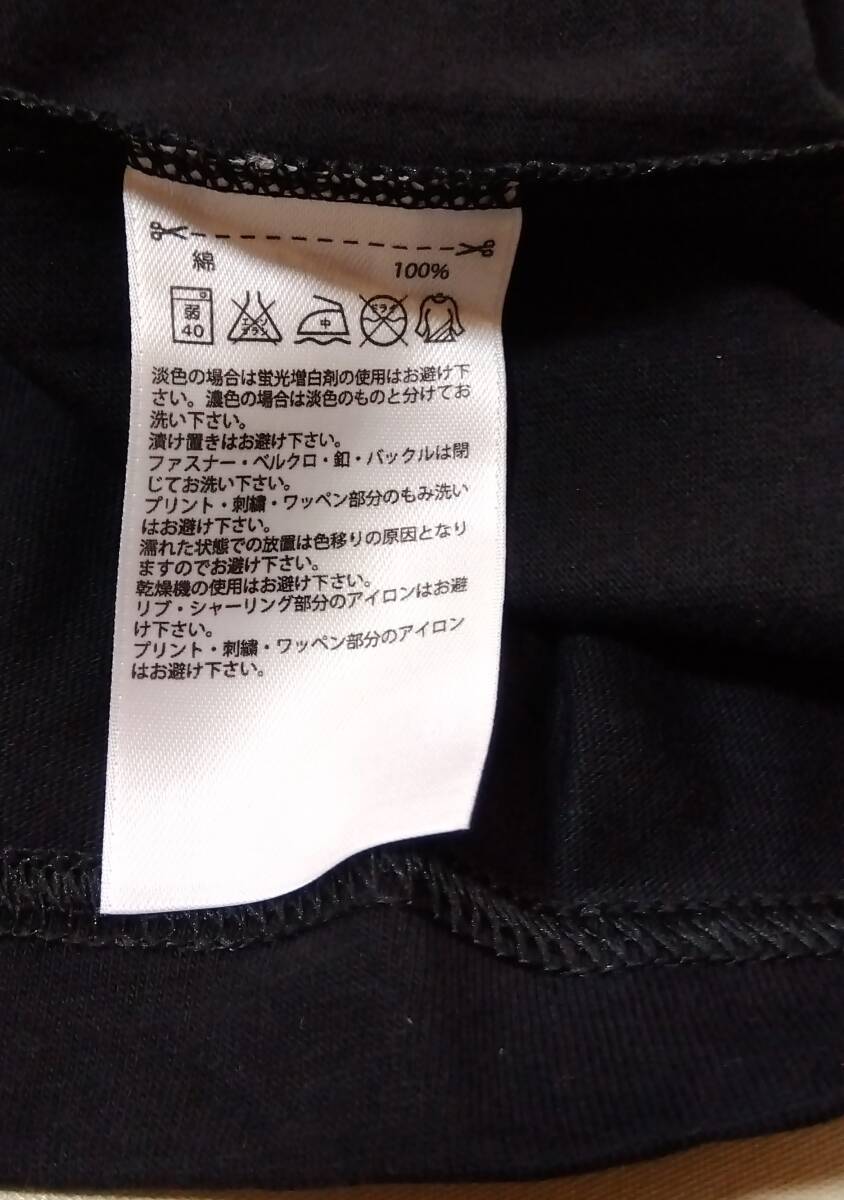 綿 100%
弱 エンソ 中 セキユ
40 サラシ
淡色の場合は蛍光増白剤の使用はお避け下
さい。濃色の場合は淡色のものと分けてお
洗い下さい。
漬け置きはお避け下さい。
ファスナー・ベルクロ・釦・バックルは閉
じてお洗い下さい。
プリント・刺繍・ワッペン部分のもみ洗い
はお避け下さい。
濡れた状態での放置は色移りの原因となり
ますのでお避け下さい。
乾燥機の使用はお避け下さい。
リブ・シャーリング部分のアイロンはお避
け下さい。
プリント・刺繍・ワッペン部分のアイロン
はお避け下さい。